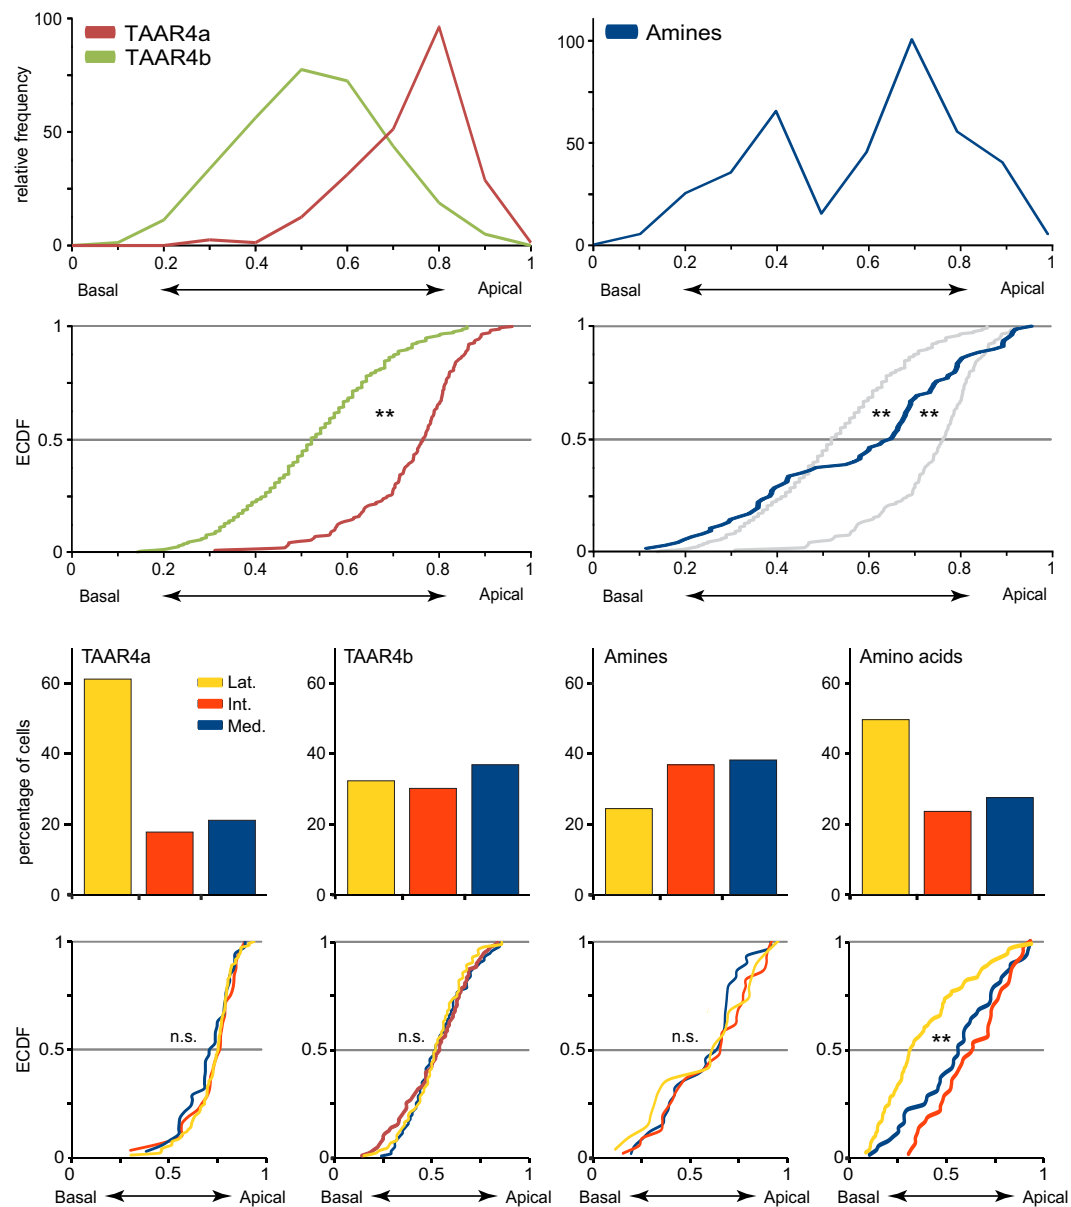 TAAR4a
TAAR4b
relative frequency
100
50
0
0 0.2 0.4 0.6 0.8 1
Basal Apical
Amines
100
50
0
0 0.2 0.4 0.6 0.8 1
Basal Apical
ECDF
1
0.5
0
**
0 0.2 0.4 0.6 0.8 1
Basal Apical
1
0.5
0
** **
0 0.2 0.4 0.6 0.8 1
Basal Apical
percentage of cells
TAAR4a
Lat.
Int.
Med.
60
40
20
0
TAAR4b
60
40
20
0
Amines
60
40
20
0
Amino acids
60
40
20
0
ECDF
1
0.5
0
n.s.
0.5 1
Basal Apical
1
0.5
0
n.s.
0 0.5 1
Basal Apical
1
0.5
0
n.s.
0 0.5 1
Basal Apical
1
0.5
0
**
0 0.5 1
Basal Apical